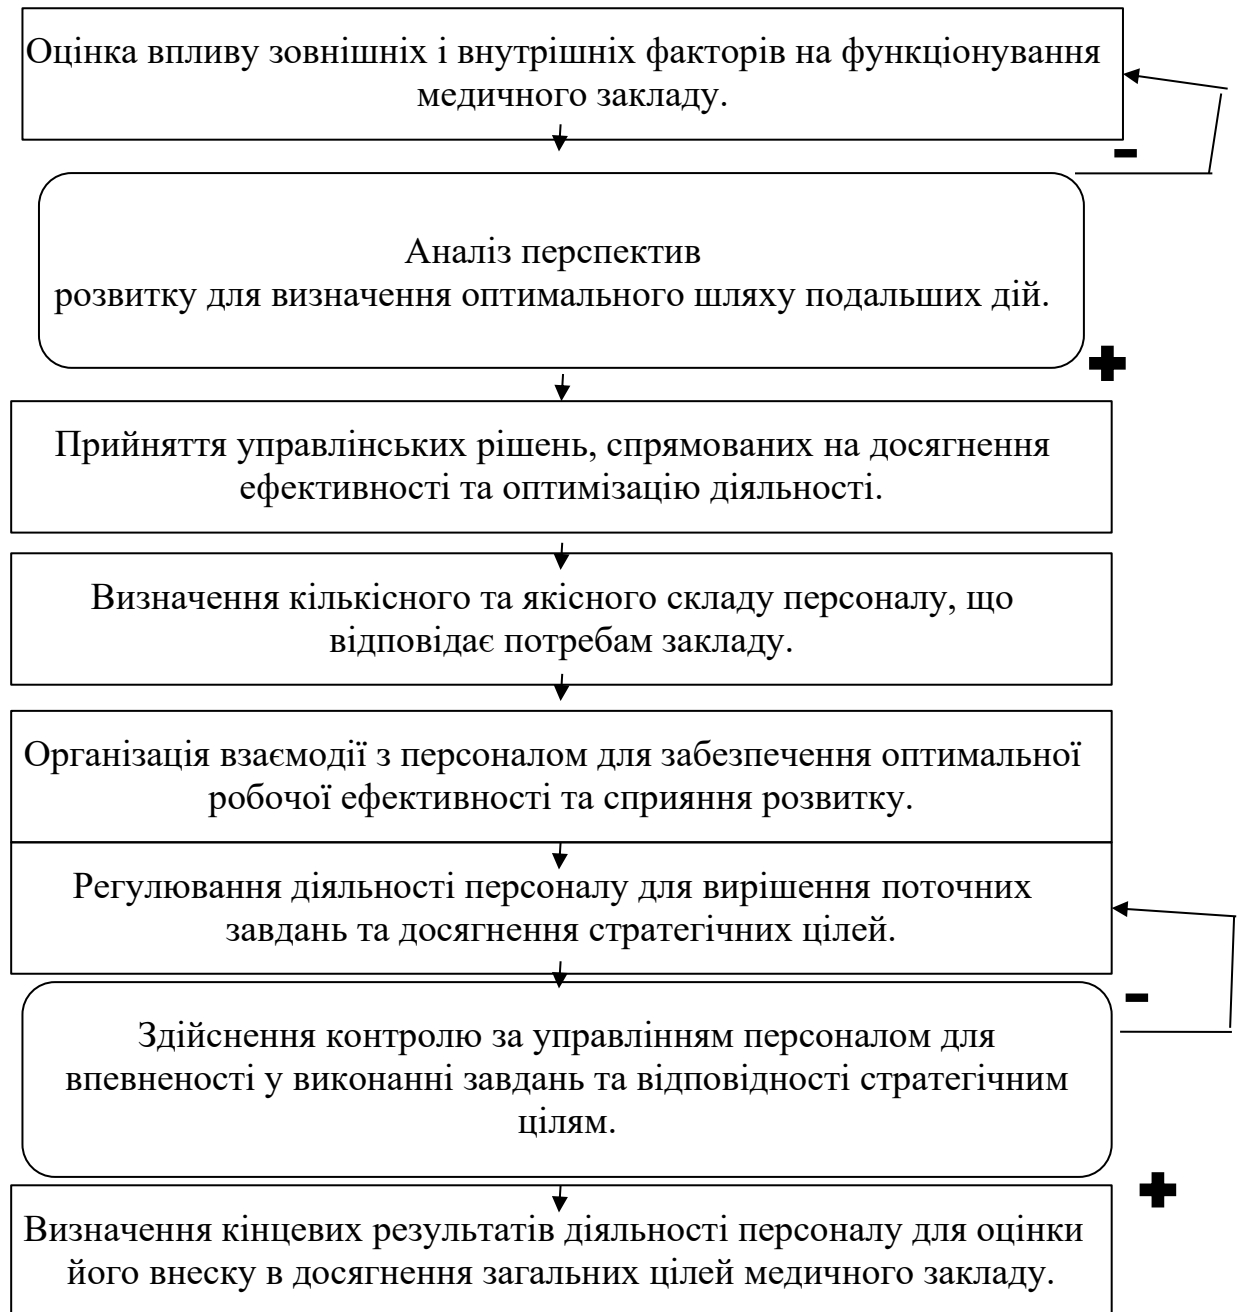 Оцінка впливу зовнішніх і внутрішніх факторів на функціонування
медичного закладу.
-
Аналіз перспектив
розвитку для визначення оптимального шляху подальших дій.
+
Прийняття управлінських рішень, спрямованих на досягнення
ефективності та оптимізацію діяльності.
Визначення кількісного та якісного складу персоналу, що
відповідає потребам закладу.
Організація взаємодії з персоналом для забезпечення оптимальної
робочої ефективності та сприяння розвитку.
Регулювання діяльності персоналу для вирішення поточних
завдань та досягнення стратегічних цілей.
-
Здійснення контролю за управлінням персоналом для
впевненості у виконанні завдань та відповідності стратегічним
цілям.
+
Визначення кінцевих результатів діяльності персоналу для оцінки
його внеску в досягнення загальних цілей медичного закладу.